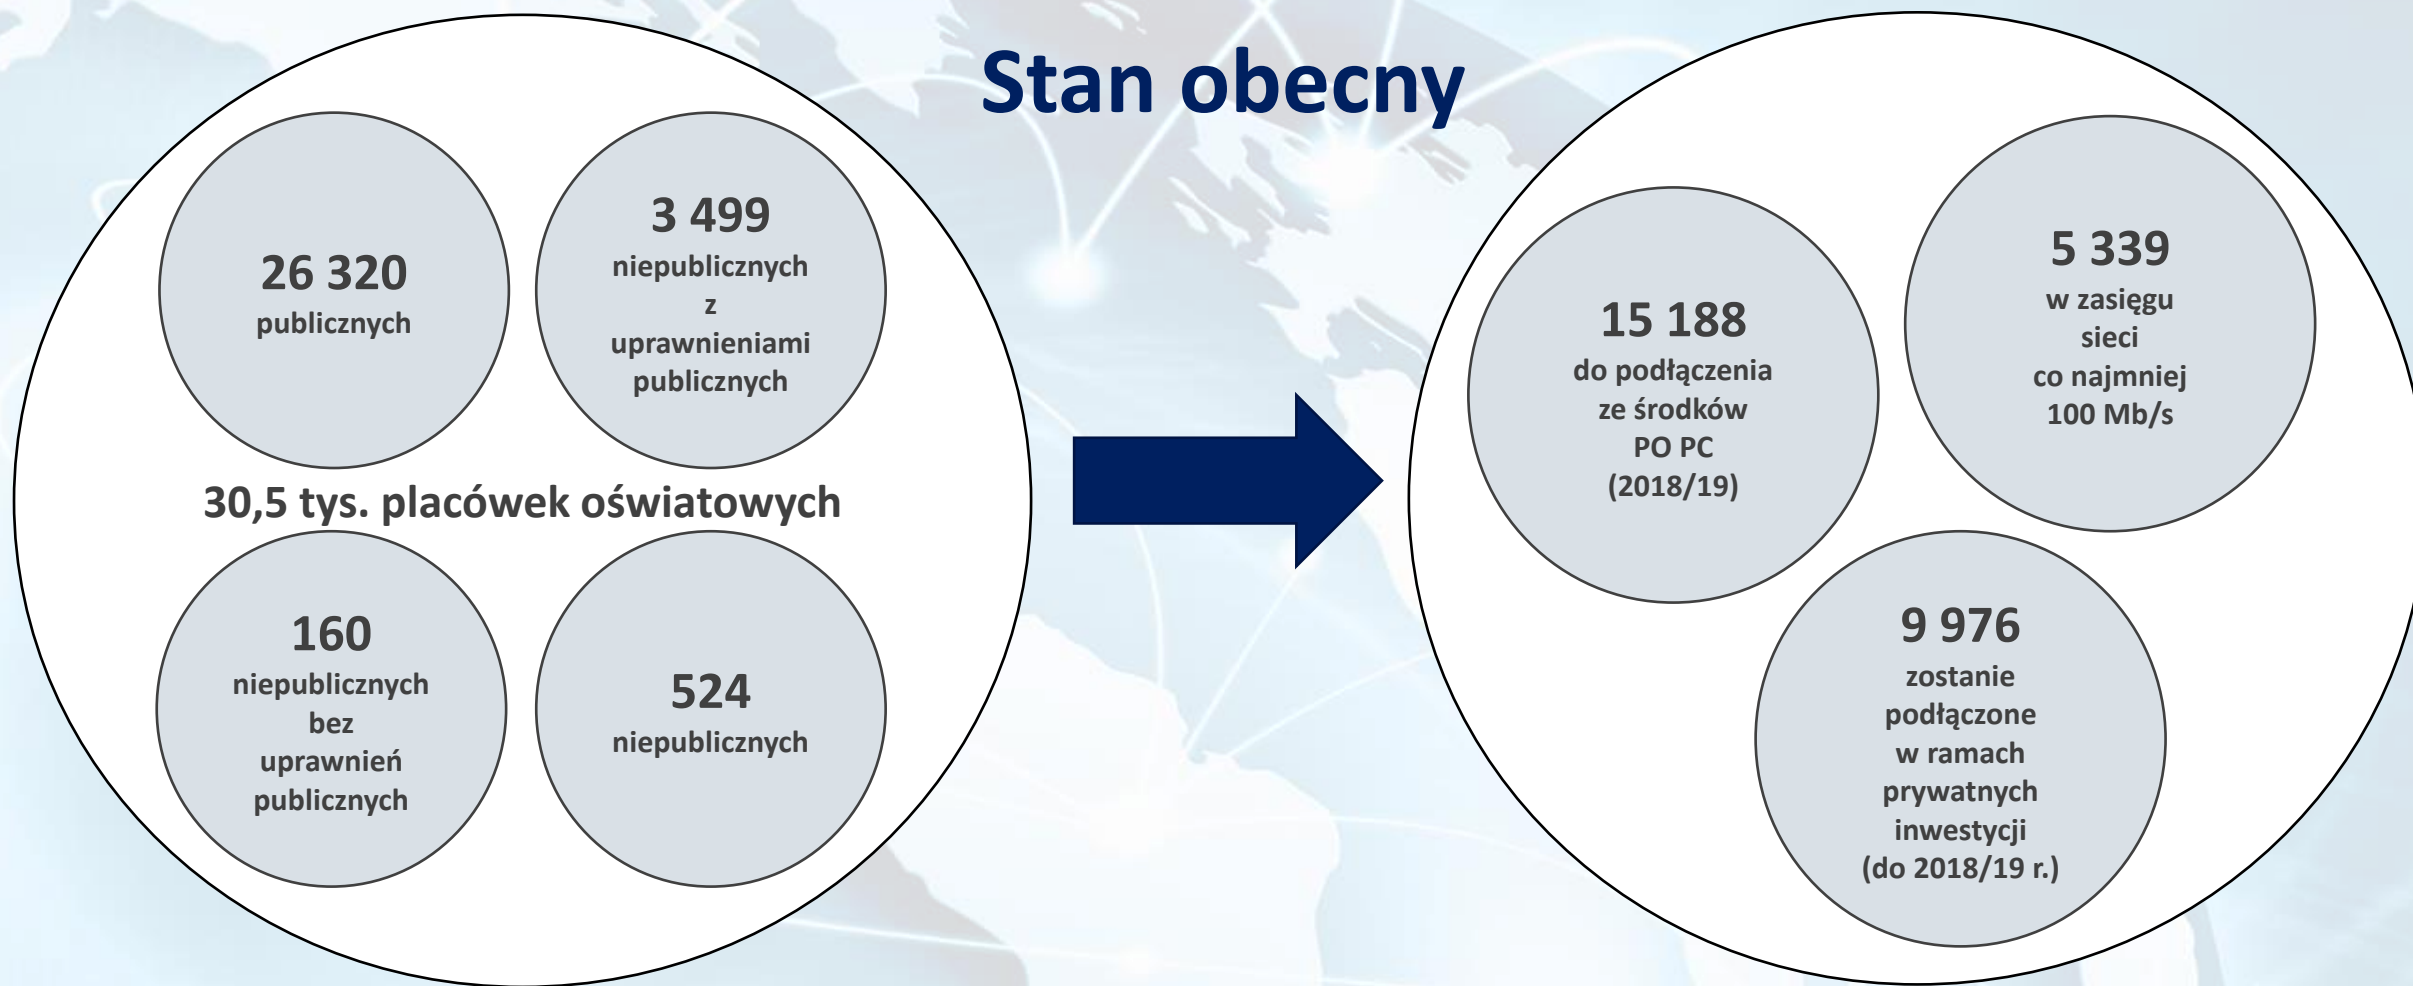 Stan obecny
26 320
publicznych
3 499
niepublicznych
z
uprawnieniami
publicznych
30,5 tys. placówek oświatowych
160
niepublicznych
bez
uprawnień
publicznych
524
niepublicznych
15 188
do podłączenia
ze środków
PO PC
(2018/19)
5 339
w zasięgu
sieci
co najmniej
100 Mb/s
9 976
zostanie
podłączone
w ramach
prywatnych
inwestycji
(do 2018/19 r.)